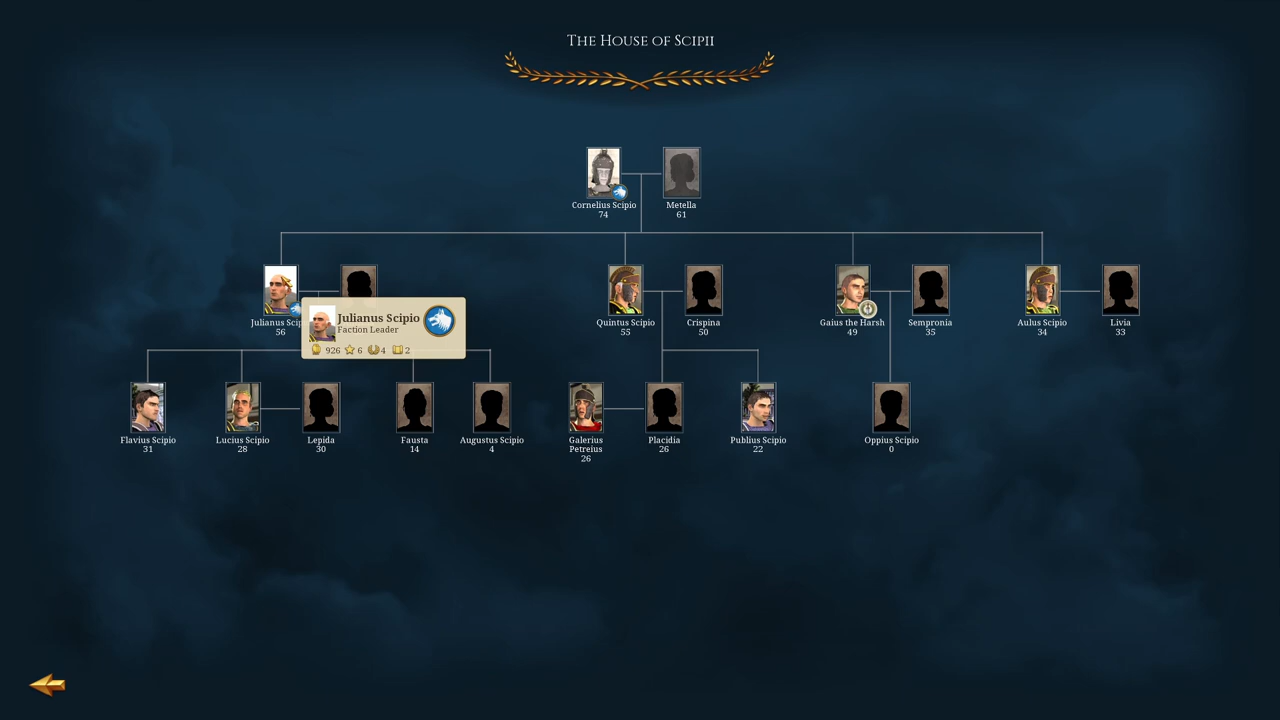 The House of Scipii
Cornelius Scipio
74
Metella
61
Julianus Scip
56
Julianus Scipio
Faction Leader
926 6 4 2
Quintus Scipio
55
Crispina
50
Gaius the Harsh
49
Sempronia
35
Aulus Scipio
34
Livia
33
Flavius Scipio
31
Lucius Scipio
28
Lepida
30
Fausta
14
Augustus Scipio
4
Galerius
Petreius
26
Placidia
26
Publius Scipio
22
Oppius Scipio
0